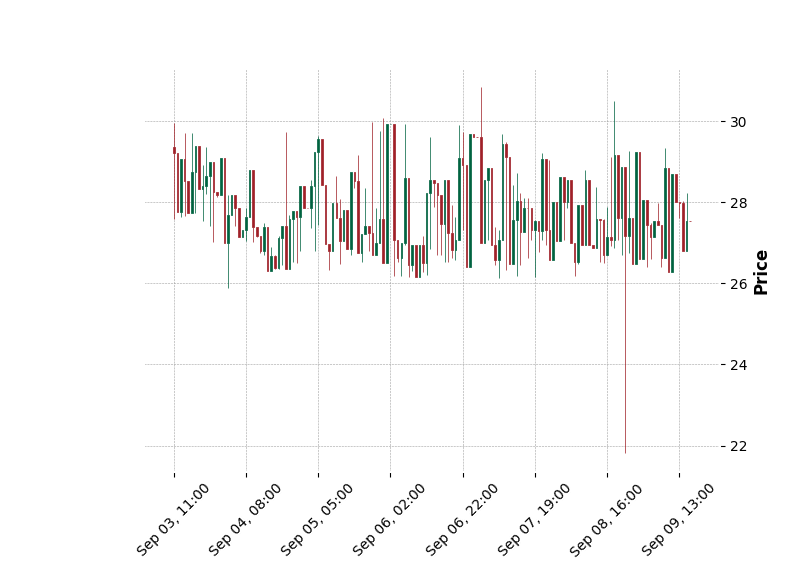 30
28
26
24
22
Price
Sep 03, 11:00
Sep 04, 08:00
Sep 05, 05:00
Sep 06, 02:00
Sep 06, 22:00
Sep 07, 19:00
Sep 08, 16:00
Sep 09, 13:00